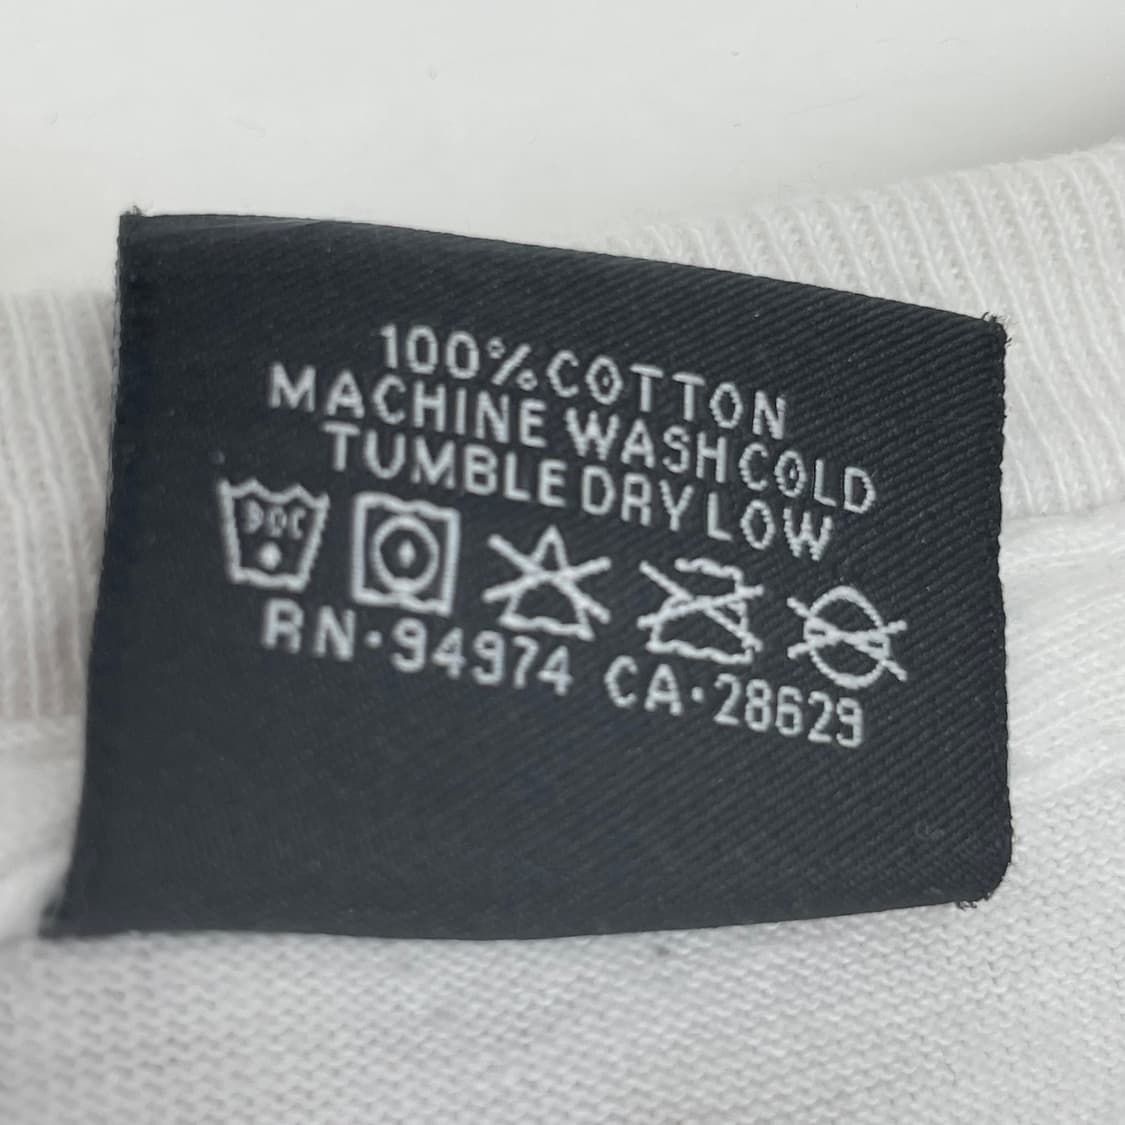 100% COTTON
MACHINE WASH COLD
TUMBLE DRY LOW
RN·94974 CA·28629